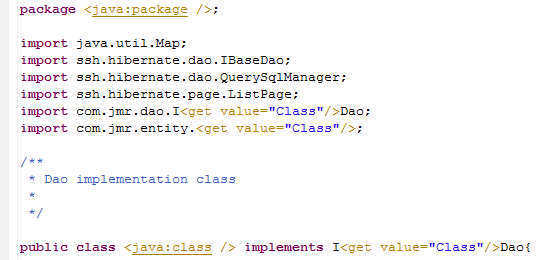 package <java:package />;
import java.util.Map;
import ssh.hibernate.dao.IBaseDao;
import ssh.hibernate.dao.QuerySqlManager;
import ssh.hibernate.page.ListPage;
import com.jmr.dao.I<get value="Class"/>Dao;
import com.jmr.entity.<get value="Class"/>;
/**
 * Dao implementation class
 *
 */
public class <java:class /> implements I<get value="Class"/>Dao{